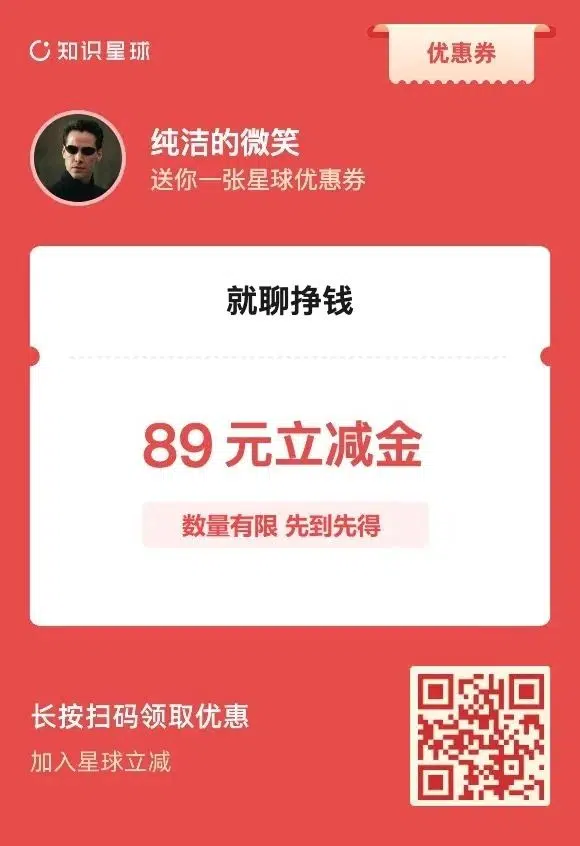 知识星球
优惠券
纯洁的微笑
送你一张星球优惠券
就聊挣钱
89 元立减金
数量有限 先到先得
长按扫码领取优惠
加入星球立减